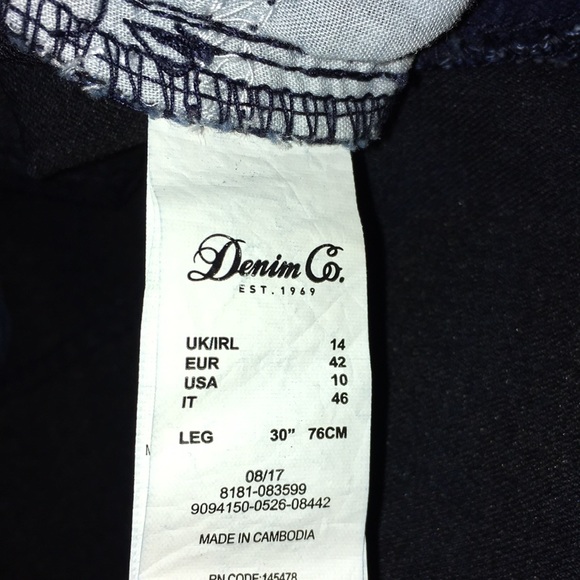 Denim Co.
EST. 1969
UK/IRL 14
EUR 42
USA 10
IT 46
LEG 30" 76CM
08/17
8181-083599
9094150-0526-08442
MADE IN CAMBODIA
RN CODE:145478